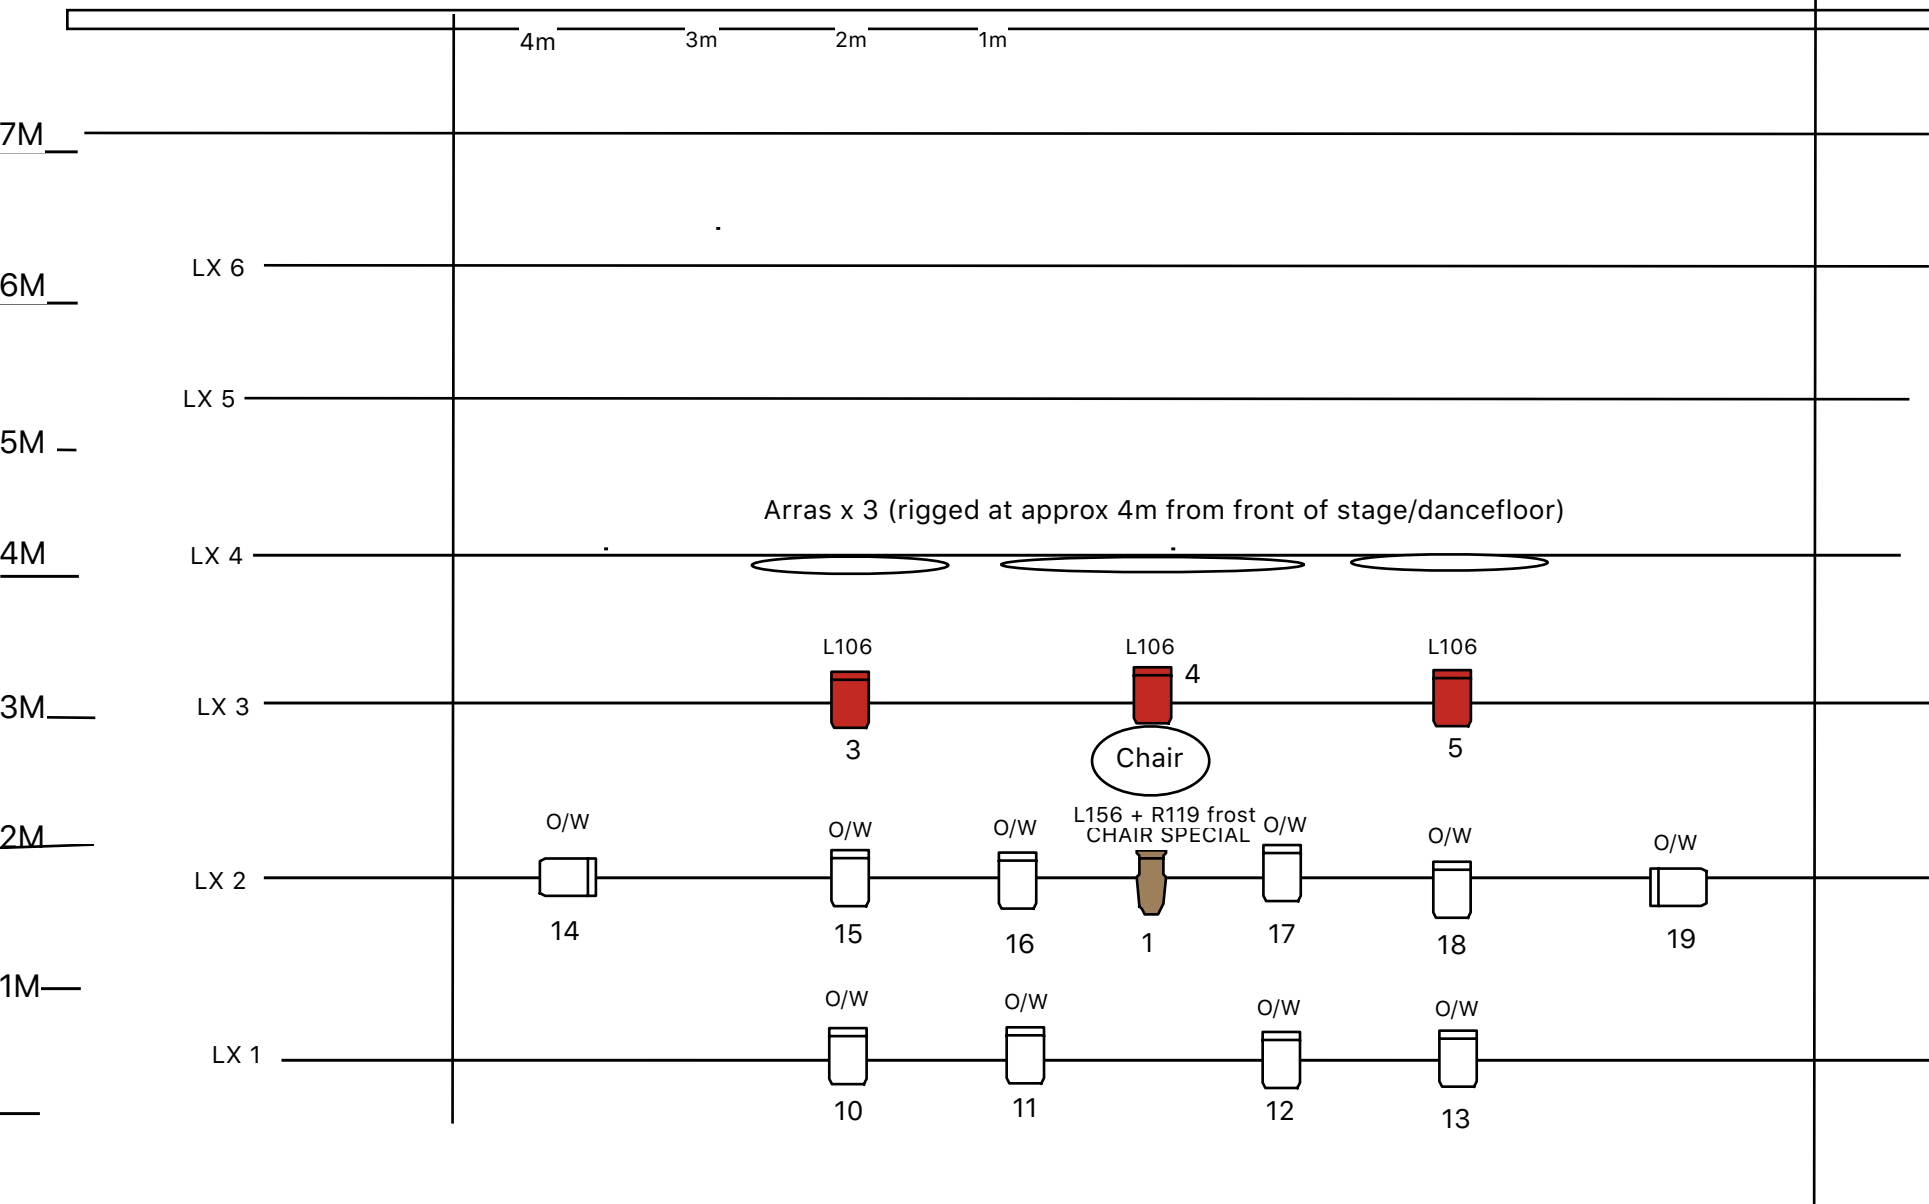 4m 3m 2m 1m
7M
LX 6
6M
LX 5
5M
Arras x 3 (rigged at approx 4m from front of stage/dancefloor)
4M LX 4
L106 L106 L106
4
3M LX 3
3 5
Chair
L156 + R119 frost
O/W O/W O/W CHAIR SPECIAL O/W O/W O/W
2M
LX 2
14 15 16 1 17 18 19
1M
O/W O/W O/W O/W
LX 1
10 11 12 13